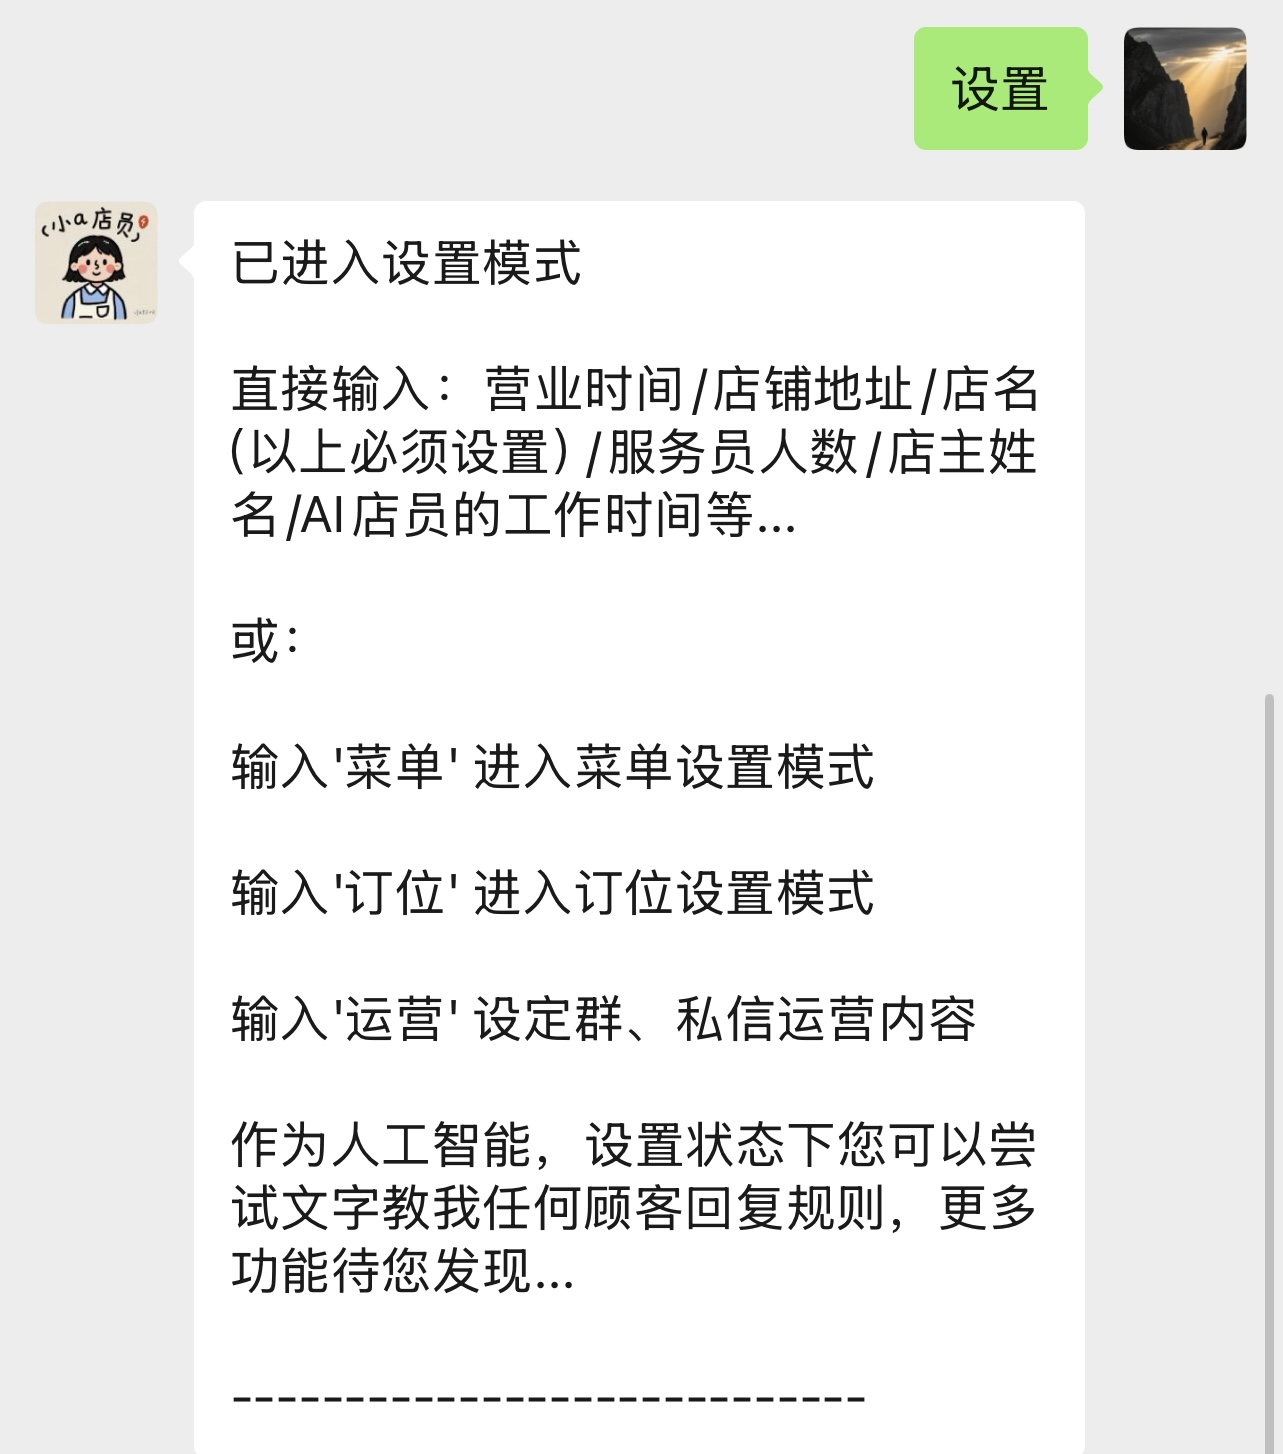 设置
小a店员
已进入设置模式
直接输入：营业时间/店铺地址/店名
(以上必须设置) /服务员人数/店主姓
名/AI店员的工作时间等...
或：
输入'菜单' 进入菜单设置模式
输入'订位' 进入订位设置模式
输入'运营' 设定群、私信运营内容
作为人工智能，设置状态下您可以尝
试文字教我任何顾客回复规则，更多
功能待您发现...
----------------------------